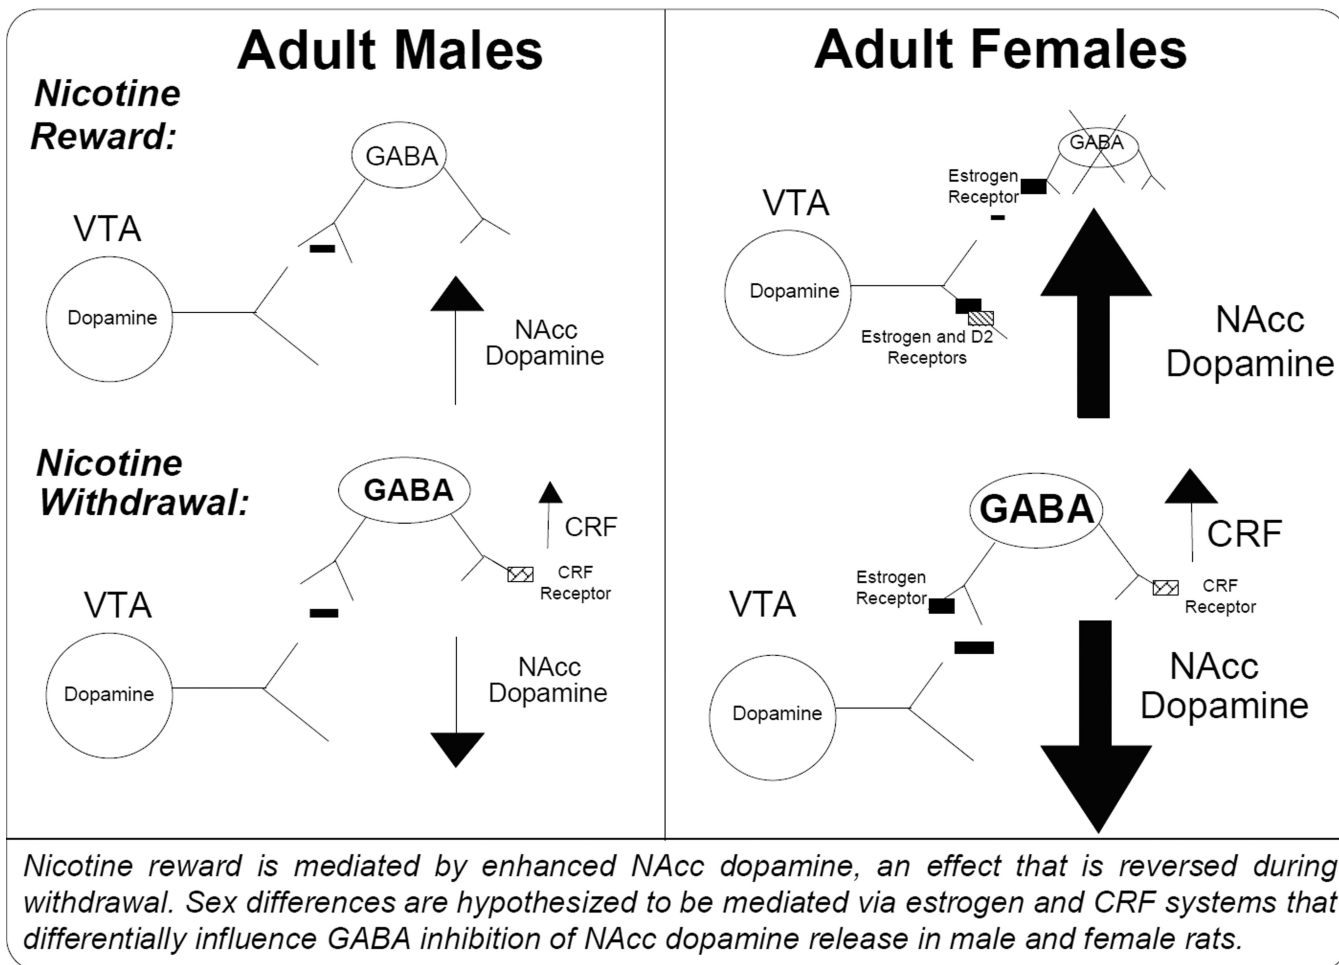 Adult Males
Nicotine
Reward:
GABA
VTA
Dopamine
NAcc
Dopamine
Nicotine
Withdrawal:
GABA
CRF
CRF
Receptor
VTA
Dopamine
NAcc
Dopamine
Adult Females
GABA
Estrogen
Receptor
VTA
Dopamine
Estrogen and D2
Receptors
NAcc
Dopamine
GABA
CRF
Estrogen
Receptor
CRF
Receptor
VTA
Dopamine
NAcc
Dopamine
Nicotine reward is mediated by enhanced NAcc dopamine, an effect that is reversed during
withdrawal. Sex differences are hypothesized to be mediated via estrogen and CRF systems that
differentially influence GABA inhibition of NAcc dopamine release in male and female rats.